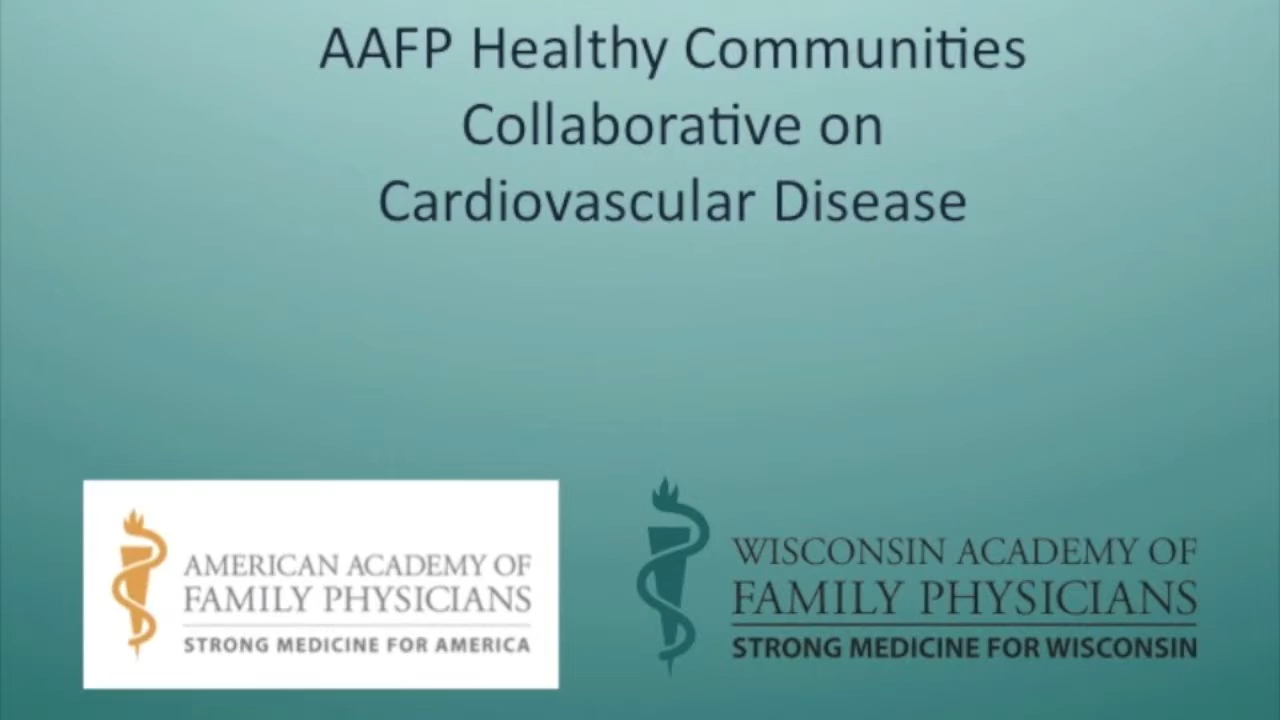 AAFP Healthy Communities
Collaborative on
Cardiovascular Disease
AMERICAN ACADEMY OF
FAMILY PHYSICIANS
STRONG MEDICINE FOR AMERICA
WISCONSIN ACADEMY OF
FAMILY PHYSICIANS
STRONG MEDICINE FOR WISCONSIN